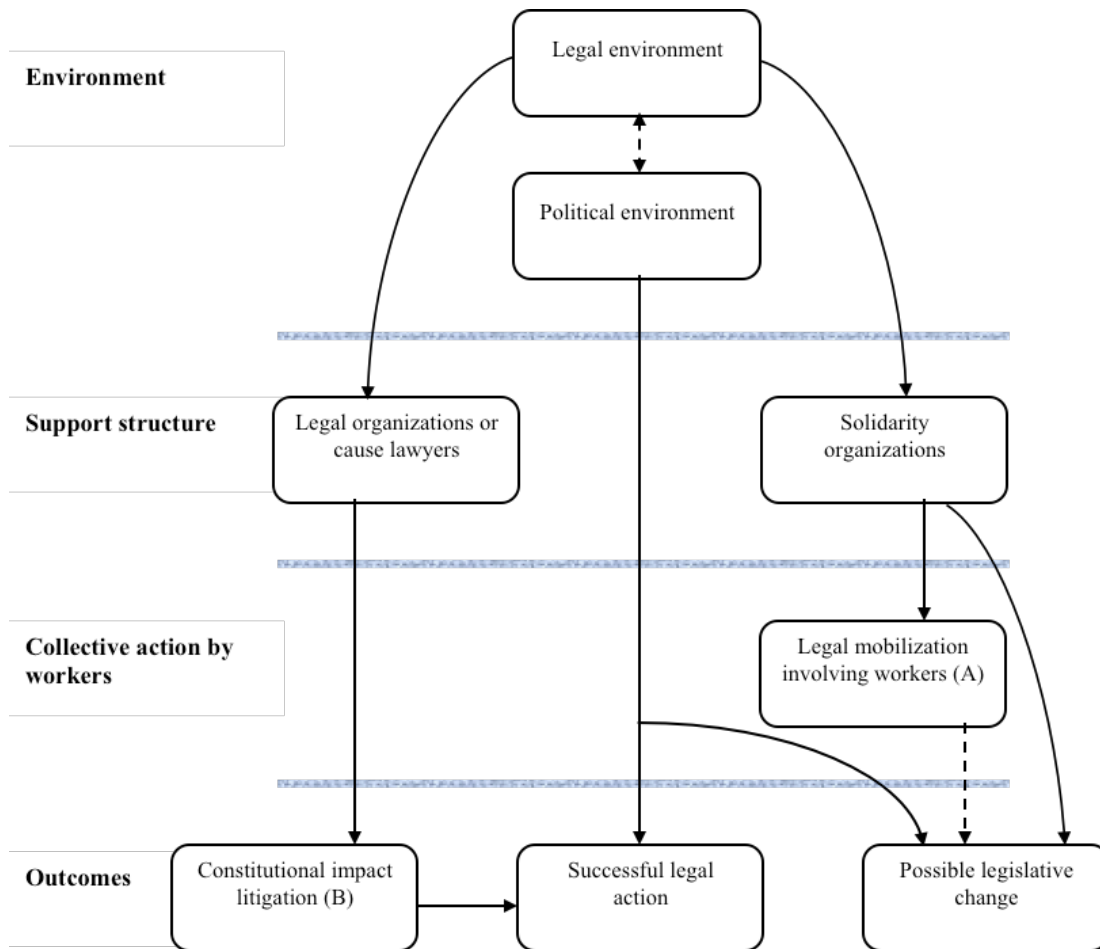 Legal environment
Environment
Political environment
Support structure
Legal organizations or
cause lawyers
Solidarity
organizations
Collective action by
workers
Legal mobilization
involving workers (A)
Outcomes
Constitutional impact
litigation (B)
Successful legal
action
Possible legislative
change